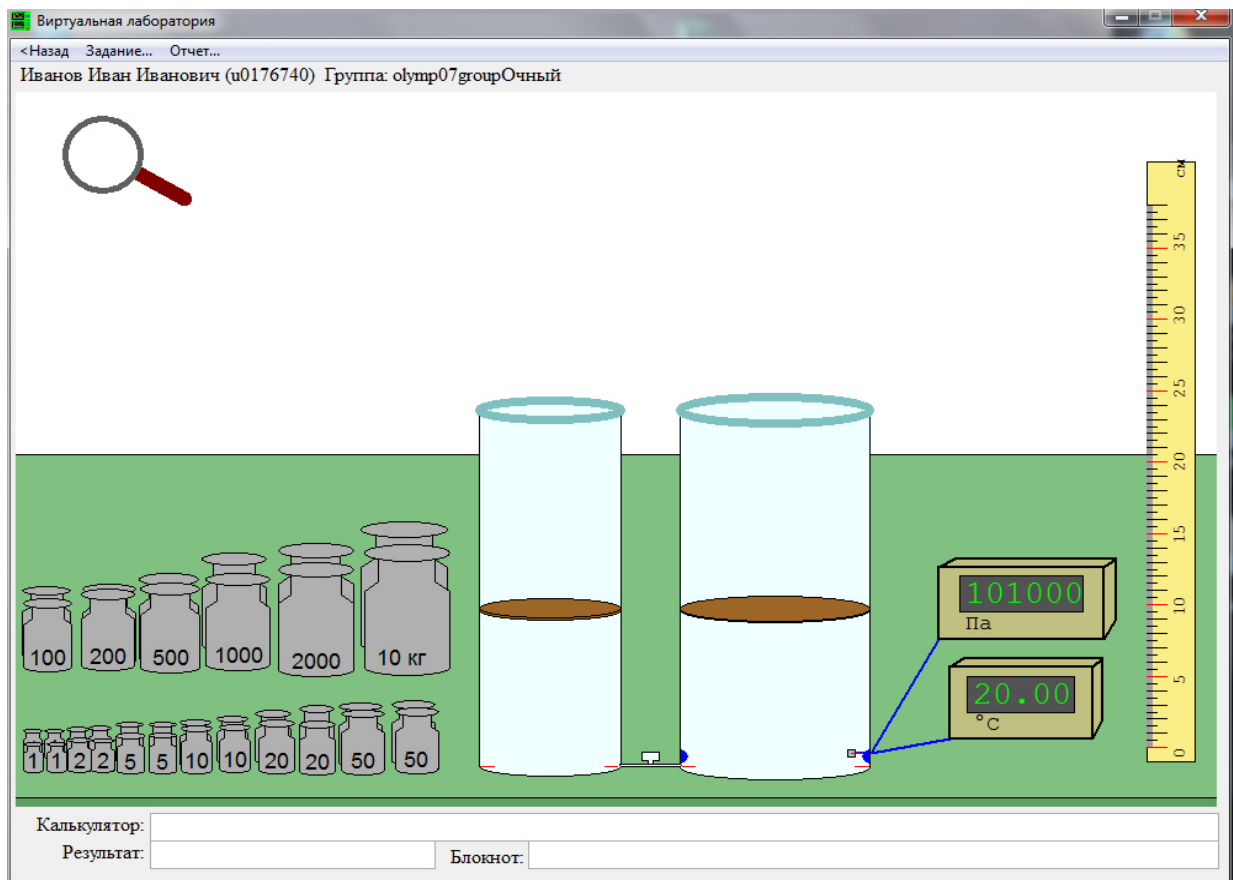 Виртуальная лаборатория
<Назад Задание... Отчет...
Иванов Иван Иванович (u0176740) Группа: olymp07groupОчный
см
35
30
25
20
15
10
5
0
101000
Па
20.00
°C
100 200 500 1000 2000 10 кг
1 1 2 2 5 5 10 10 20 20 50 50
Калькулятор:
Результат: Блокнот: